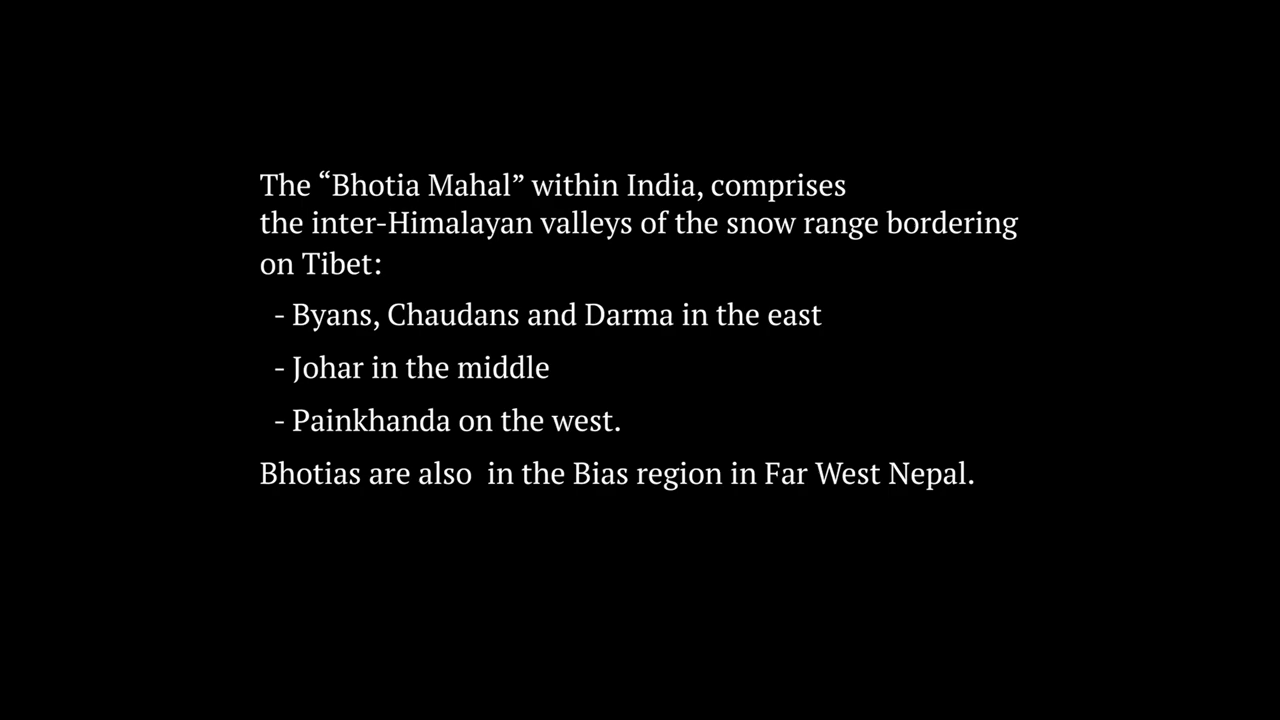 The “Bhotia Mahal” within India, comprises
the inter-Himalayan valleys of the snow range bordering
on Tibet:
- Byans, Chaudans and Darma in the east
- Johar in the middle
- Painkhanda on the west.
Bhotias are also  in the Bias region in Far West Nepal.